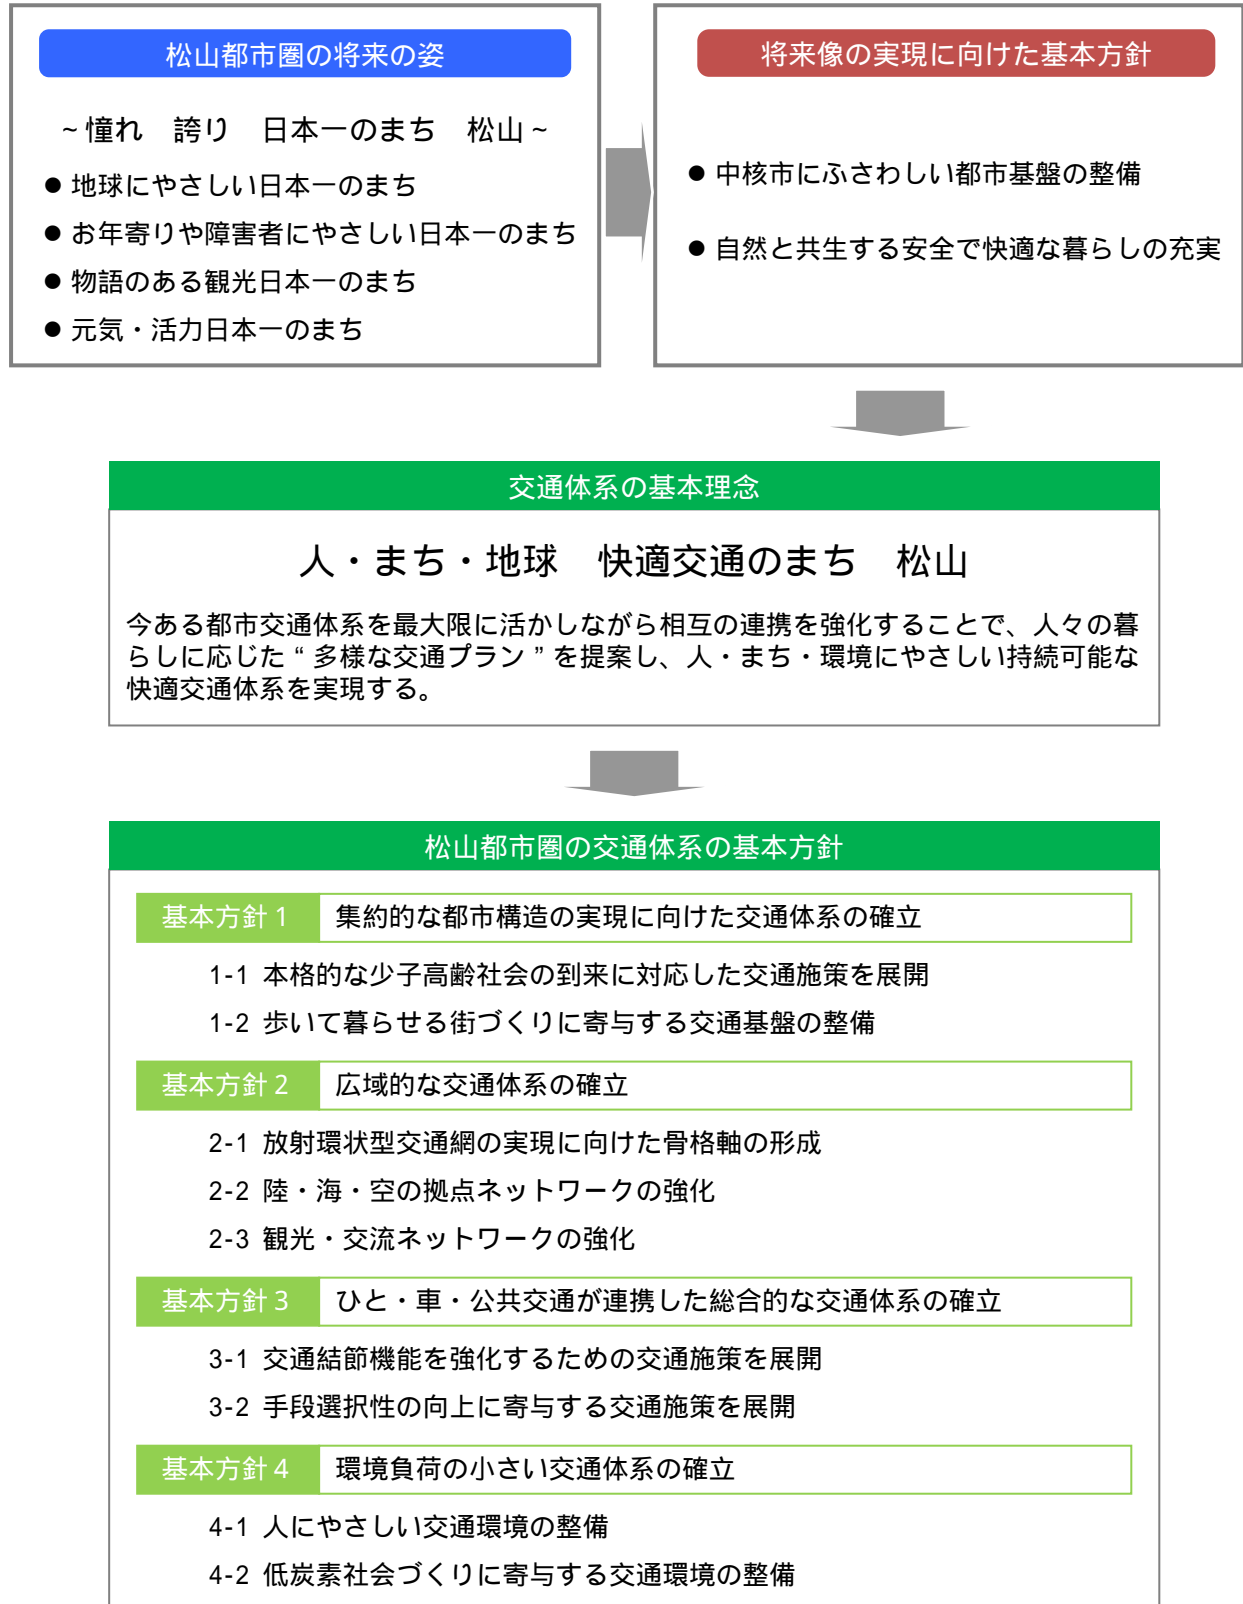 松山都市圏の将来の姿
～憧れ　誇り　日本一のまち　松山～
● 地球にやさしい日本一のまち
● お年寄りや障害者にやさしい日本一のまち
● 物語のある観光日本一のまち
● 元気・活力日本一のまち
将来像の実現に向けた基本方針
● 中核市にふさわしい都市基盤の整備
● 自然と共生する安全で快適な暮らしの充実
交通体系の基本理念
人・まち・地球　快適交通のまち　松山
今ある都市交通体系を最大限に活かしながら相互の連携を強化することで、人々の暮
らしに応じた“多様な交通プラン”を提案し、人・まち・環境にやさしい持続可能な
快適交通体系を実現する。
松山都市圏の交通体系の基本方針
基本方針１　集約的な都市構造の実現に向けた交通体系の確立
1-1 本格的な少子高齢社会の到来に対応した交通施策を展開
1-2 歩いて暮らせる街づくりに寄与する交通基盤の整備
基本方針２　広域的な交通体系の確立
2-1 放射環状型交通網の実現に向けた骨格軸の形成
2-2 陸・海・空の拠点ネットワークの強化
2-3 観光・交流ネットワークの強化
基本方針３　ひと・車・公共交通が連携した総合的な交通体系の確立
3-1 交通結節機能を強化するための交通施策を展開
3-2 手段選択性の向上に寄与する交通施策を展開
基本方針４　環境負荷の小さい交通体系の確立
4-1 人にやさしい交通環境の整備
4-2 低炭素社会づくりに寄与する交通環境の整備